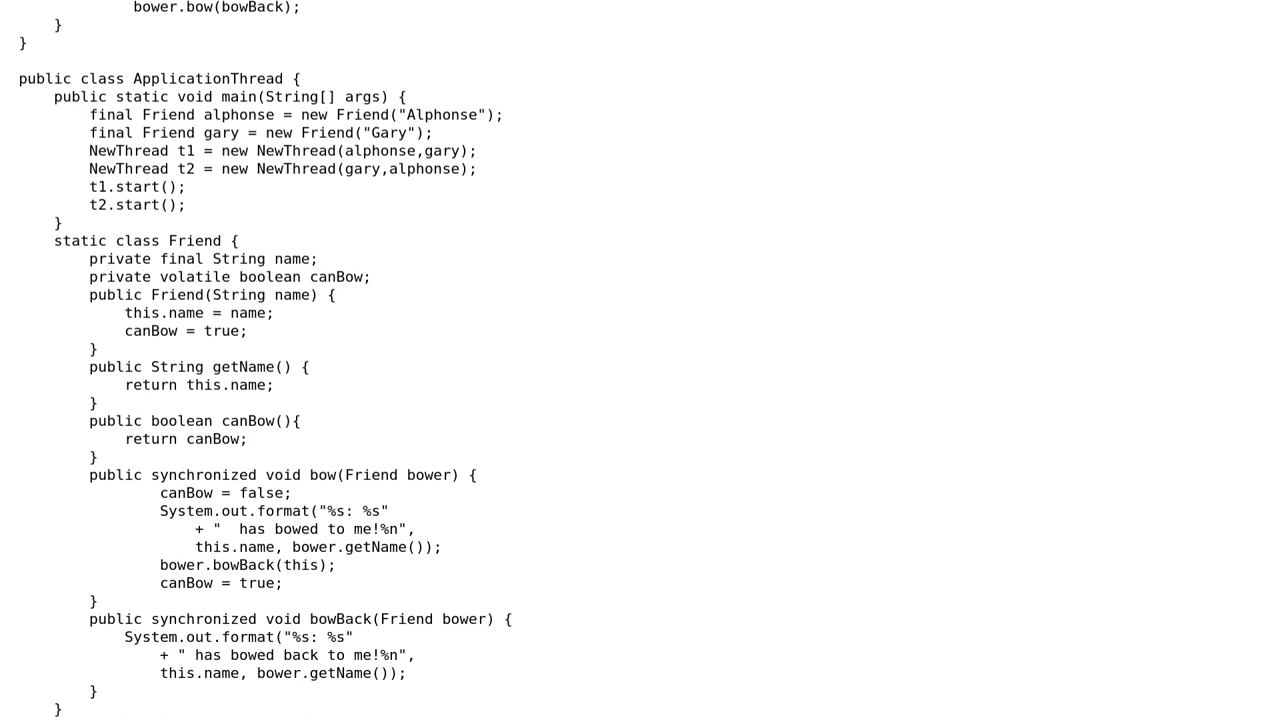 bower.bow(bowBack);
    }
}

public class ApplicationThread {
    public static void main(String[] args) {
        final Friend alphonse = new Friend("Alphonse");
        final Friend gary = new Friend("Gary");
        NewThread t1 = new NewThread(alphonse,gary);
        NewThread t2 = new NewThread(gary,alphonse);
        t1.start();
        t2.start();
    }
    static class Friend {
        private final String name;
        private volatile boolean canBow;
        public Friend(String name) {
            this.name = name;
            canBow = true;
        }
        public String getName() {
            return this.name;
        }
        public boolean canBow(){
            return canBow;
        }
        public synchronized void bow(Friend bower) {
                canBow = false;
                System.out.format("%s: %s"
                    + "  has bowed to me!%n",
                    this.name, bower.getName());
                bower.bowBack(this);
                canBow = true;
        }
        public synchronized void bowBack(Friend bower) {
            System.out.format("%s: %s"
                + " has bowed back to me!%n",
                this.name, bower.getName());
        }
    }